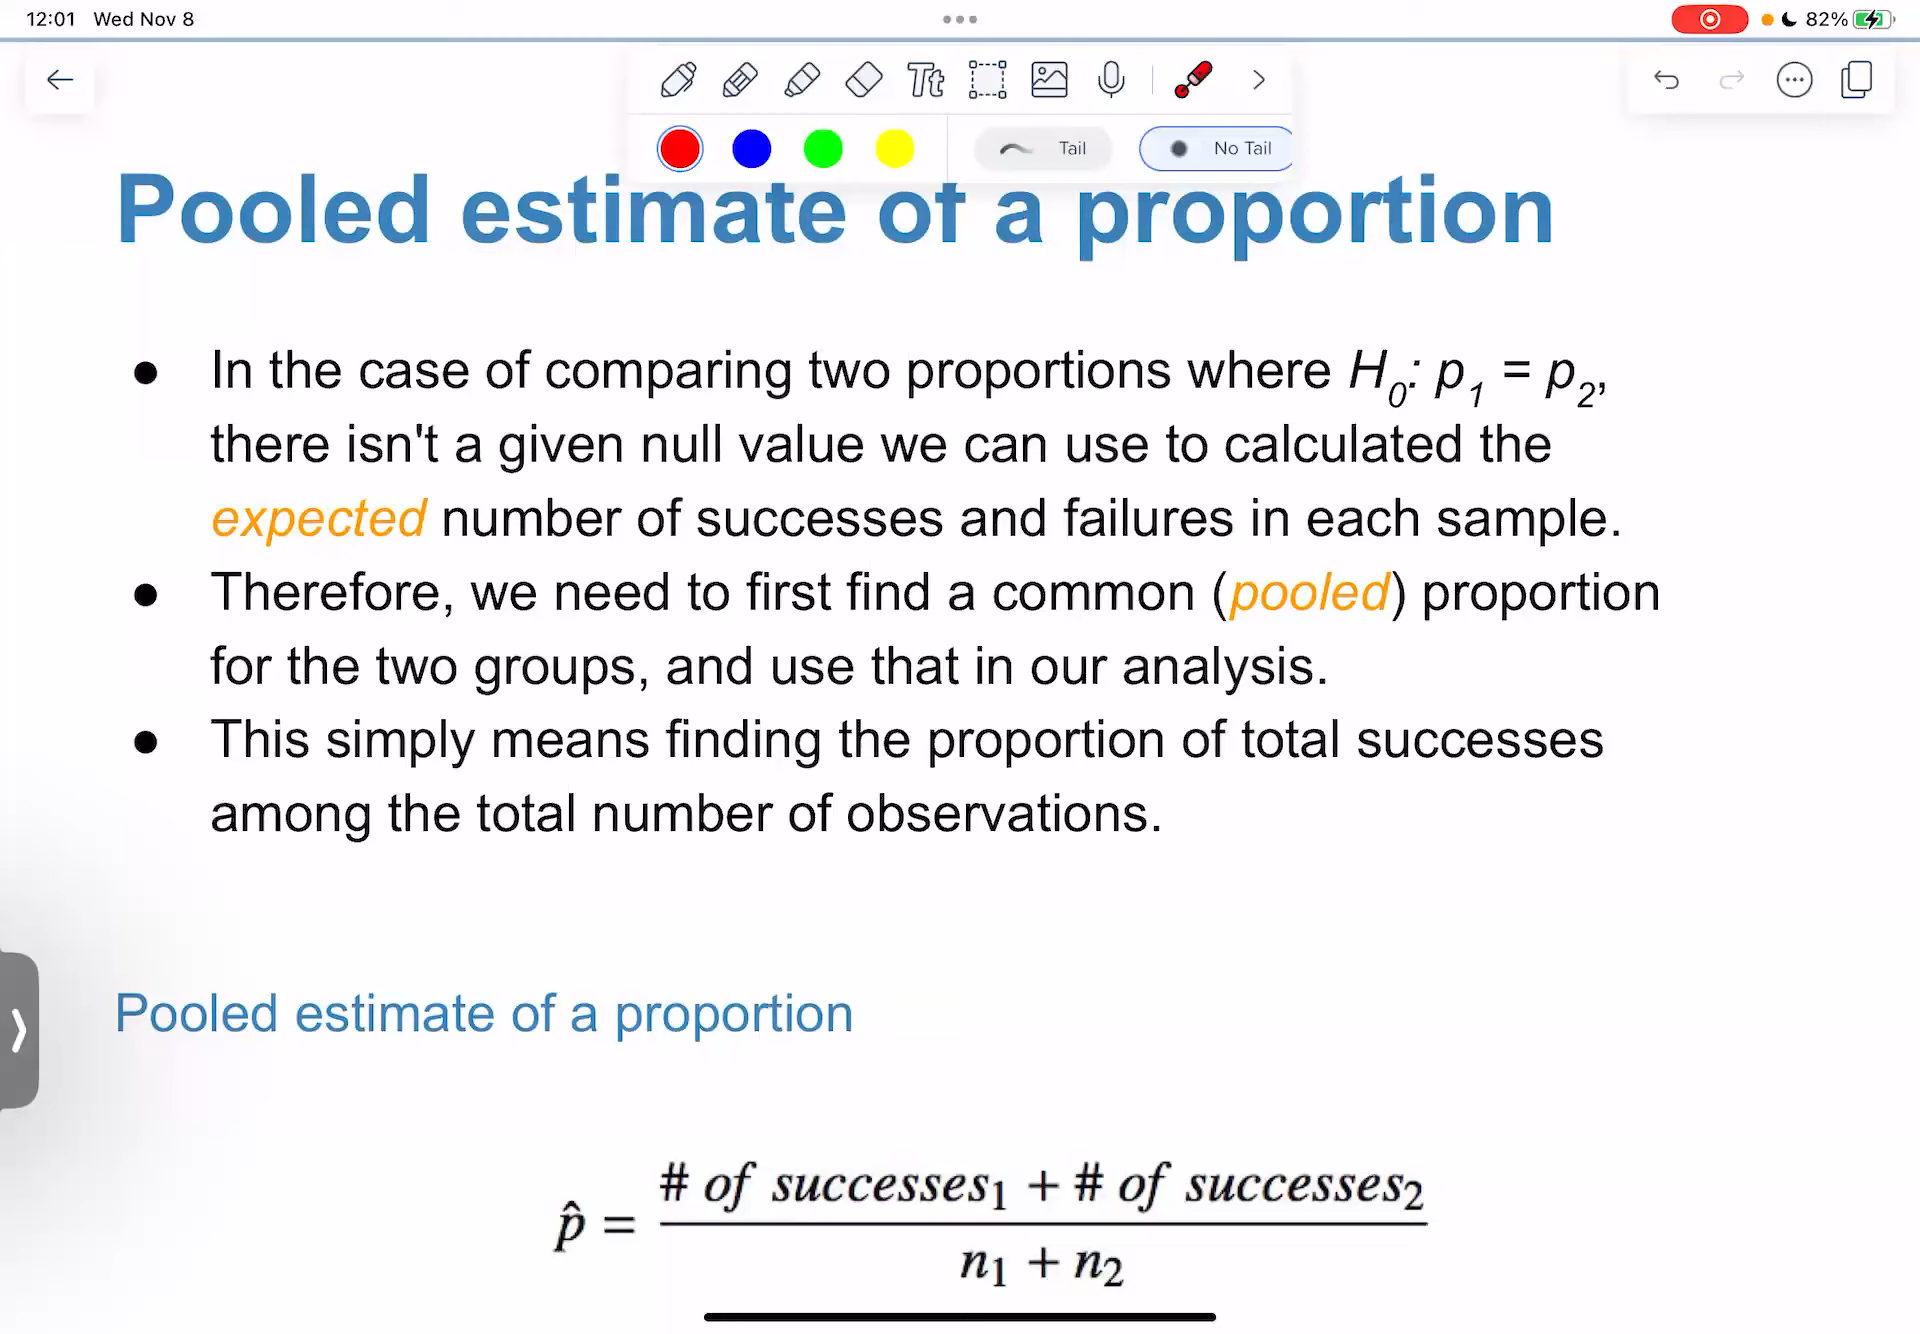 12:01 Wed Nov 8
82%
Tt
Tail
No Tail
Pooled estimate of a proportion
● In the case of comparing two proportions where H₀: p₁ = p₂,
there isn't a given null value we can use to calculated the
expected number of successes and failures in each sample.
● Therefore, we need to first find a common (pooled) proportion
for the two groups, and use that in our analysis.
● This simply means finding the proportion of total successes
among the total number of observations.
Pooled estimate of a proportion
# of successes₁ + # of successes₂
p̂ =
n₁ + n₂